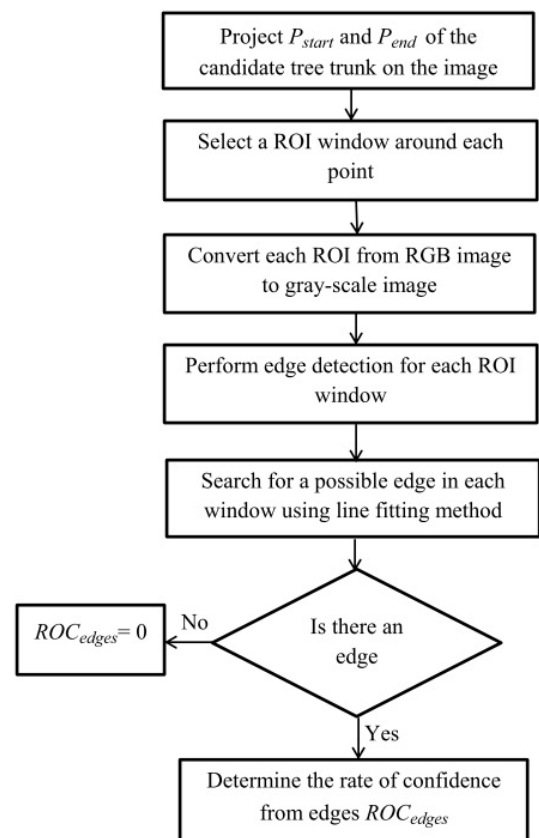 Project P_start and P_end of the
candidate tree trunk on the image
Select a ROI window around each
point
Convert each ROI from RGB image
to gray-scale image
Perform edge detection for each ROI
window
Search for a possible edge in each
window using line fitting method
Is there an
edge
No
ROC_edges= 0
Yes
Determine the rate of confidence
from edges ROC_edges